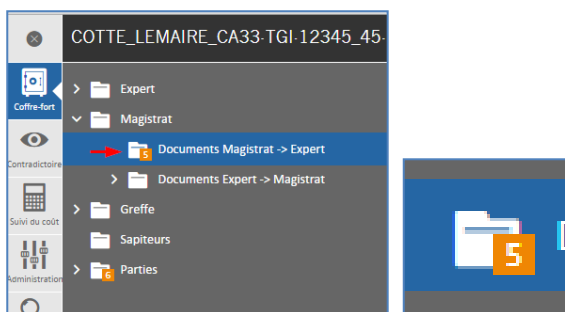 COTTE_LEMAIRE_CA33-TGI-12345_45-
Coffre-fort
Contradictoire
Suivi du coût
Administration
Expert
Magistrat
5
Documents Magistrat -> Expert
Documents Expert -> Magistrat
Greffe
Sapiteurs
6
Parties
5